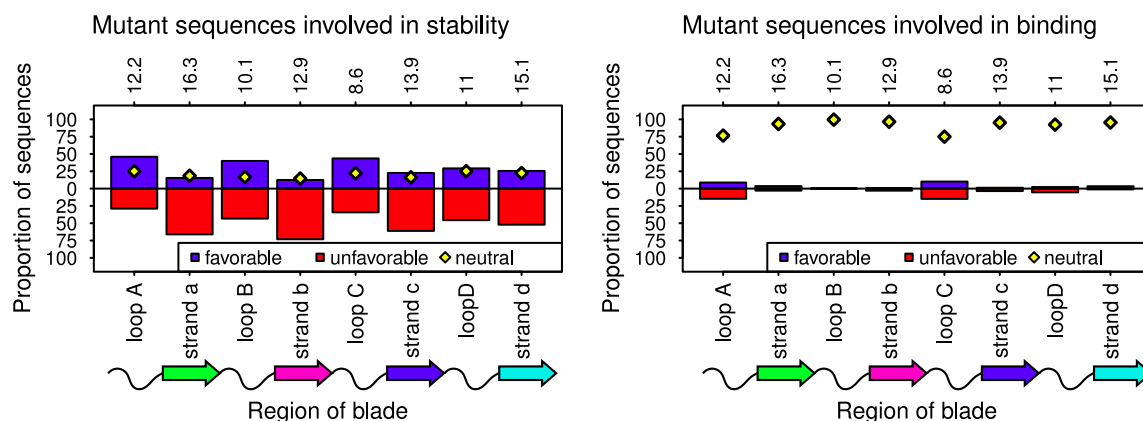 Mutant sequences involved in stability
12.2 16.3 10.1 12.9 8.6 13.9 11 15.1
Proportion of sequences
100
75
50
25
0
25
50
75
100
favorable unfavorable neutral
loop A strand a loop B strand b loop C strand c loopD strand d
Region of blade
Mutant sequences involved in binding
12.2 16.3 10.1 12.9 8.6 13.9 11 15.1
Proportion of sequences
100
75
50
25
0
25
50
75
100
favorable unfavorable neutral
loop A strand a loop B strand b loop C strand c loopD strand d
Region of blade